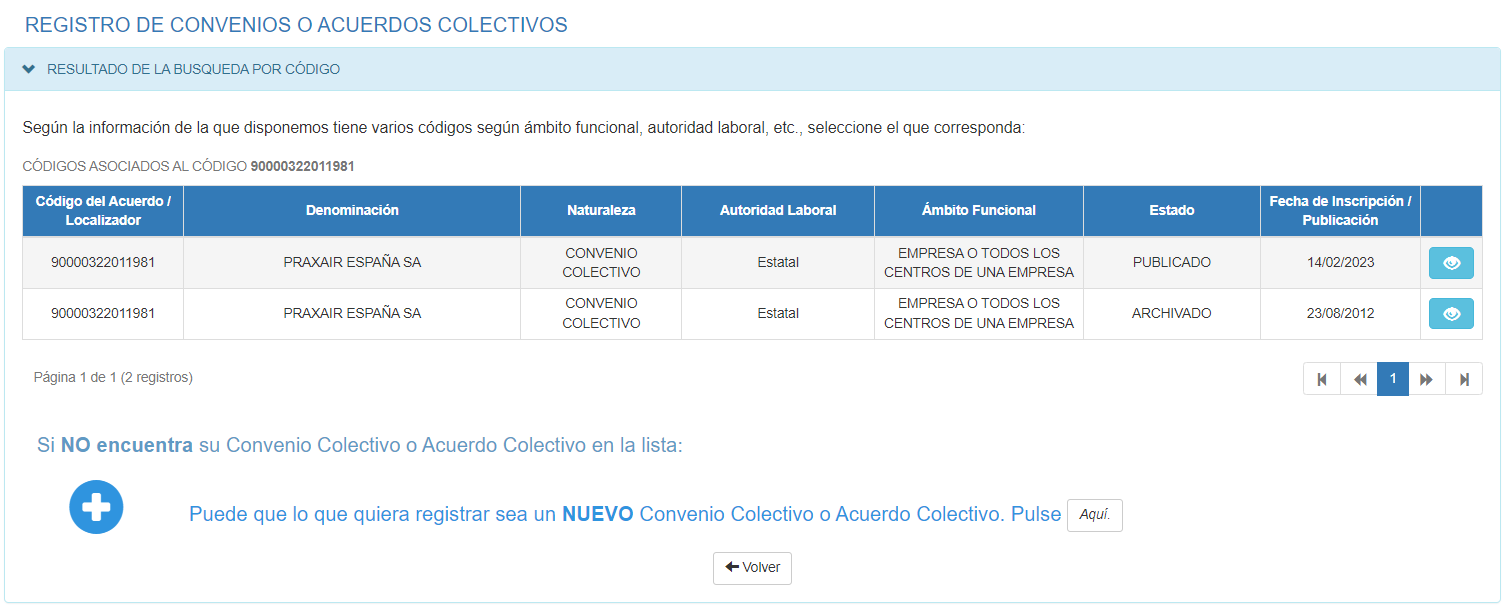 REGISTRO DE CONVENIOS O ACUERDOS COLECTIVOS
RESULTADO DE LA BUSQUEDA POR CÓDIGO
Según la información de la que disponemos tiene varios códigos según ámbito funcional, autoridad laboral, etc., seleccione el que corresponda:
CÓDIGOS ASOCIADOS AL CÓDIGO 90000322011981
Código del Acuerdo / Localizador Denominación Naturaleza Autoridad Laboral Ámbito Funcional Estado Fecha de Inscripción / Publicación
90000322011981 PRAXAIR ESPAÑA SA CONVENIO COLECTIVO Estatal EMPRESA O TODOS LOS CENTROS DE UNA EMPRESA PUBLICADO 14/02/2023
90000322011981 PRAXAIR ESPAÑA SA CONVENIO COLECTIVO Estatal EMPRESA O TODOS LOS CENTROS DE UNA EMPRESA ARCHIVADO 23/08/2012
Página 1 de 1 (2 registros) 1
Si NO encuentra su Convenio Colectivo o Acuerdo Colectivo en la lista:
Puede que lo que quiera registrar sea un NUEVO Convenio Colectivo o Acuerdo Colectivo. Pulse Aquí.
Volver